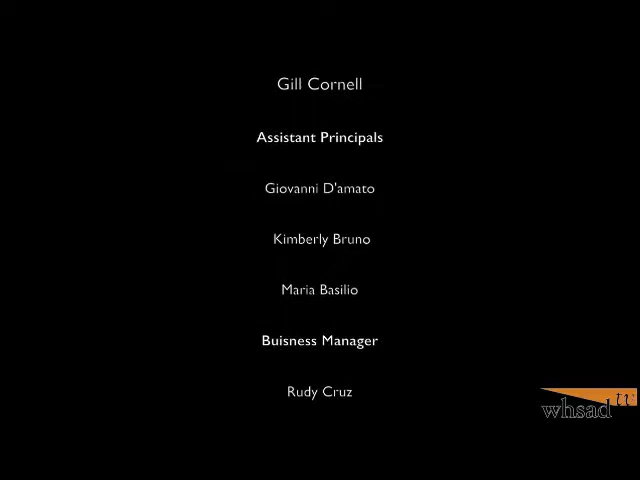 Gill Cornell
Assistant Principals
Giovanni D'amato
Kimberly Bruno
Maria Basilio
Buisness Manager
Rudy Cruz
whsad tv